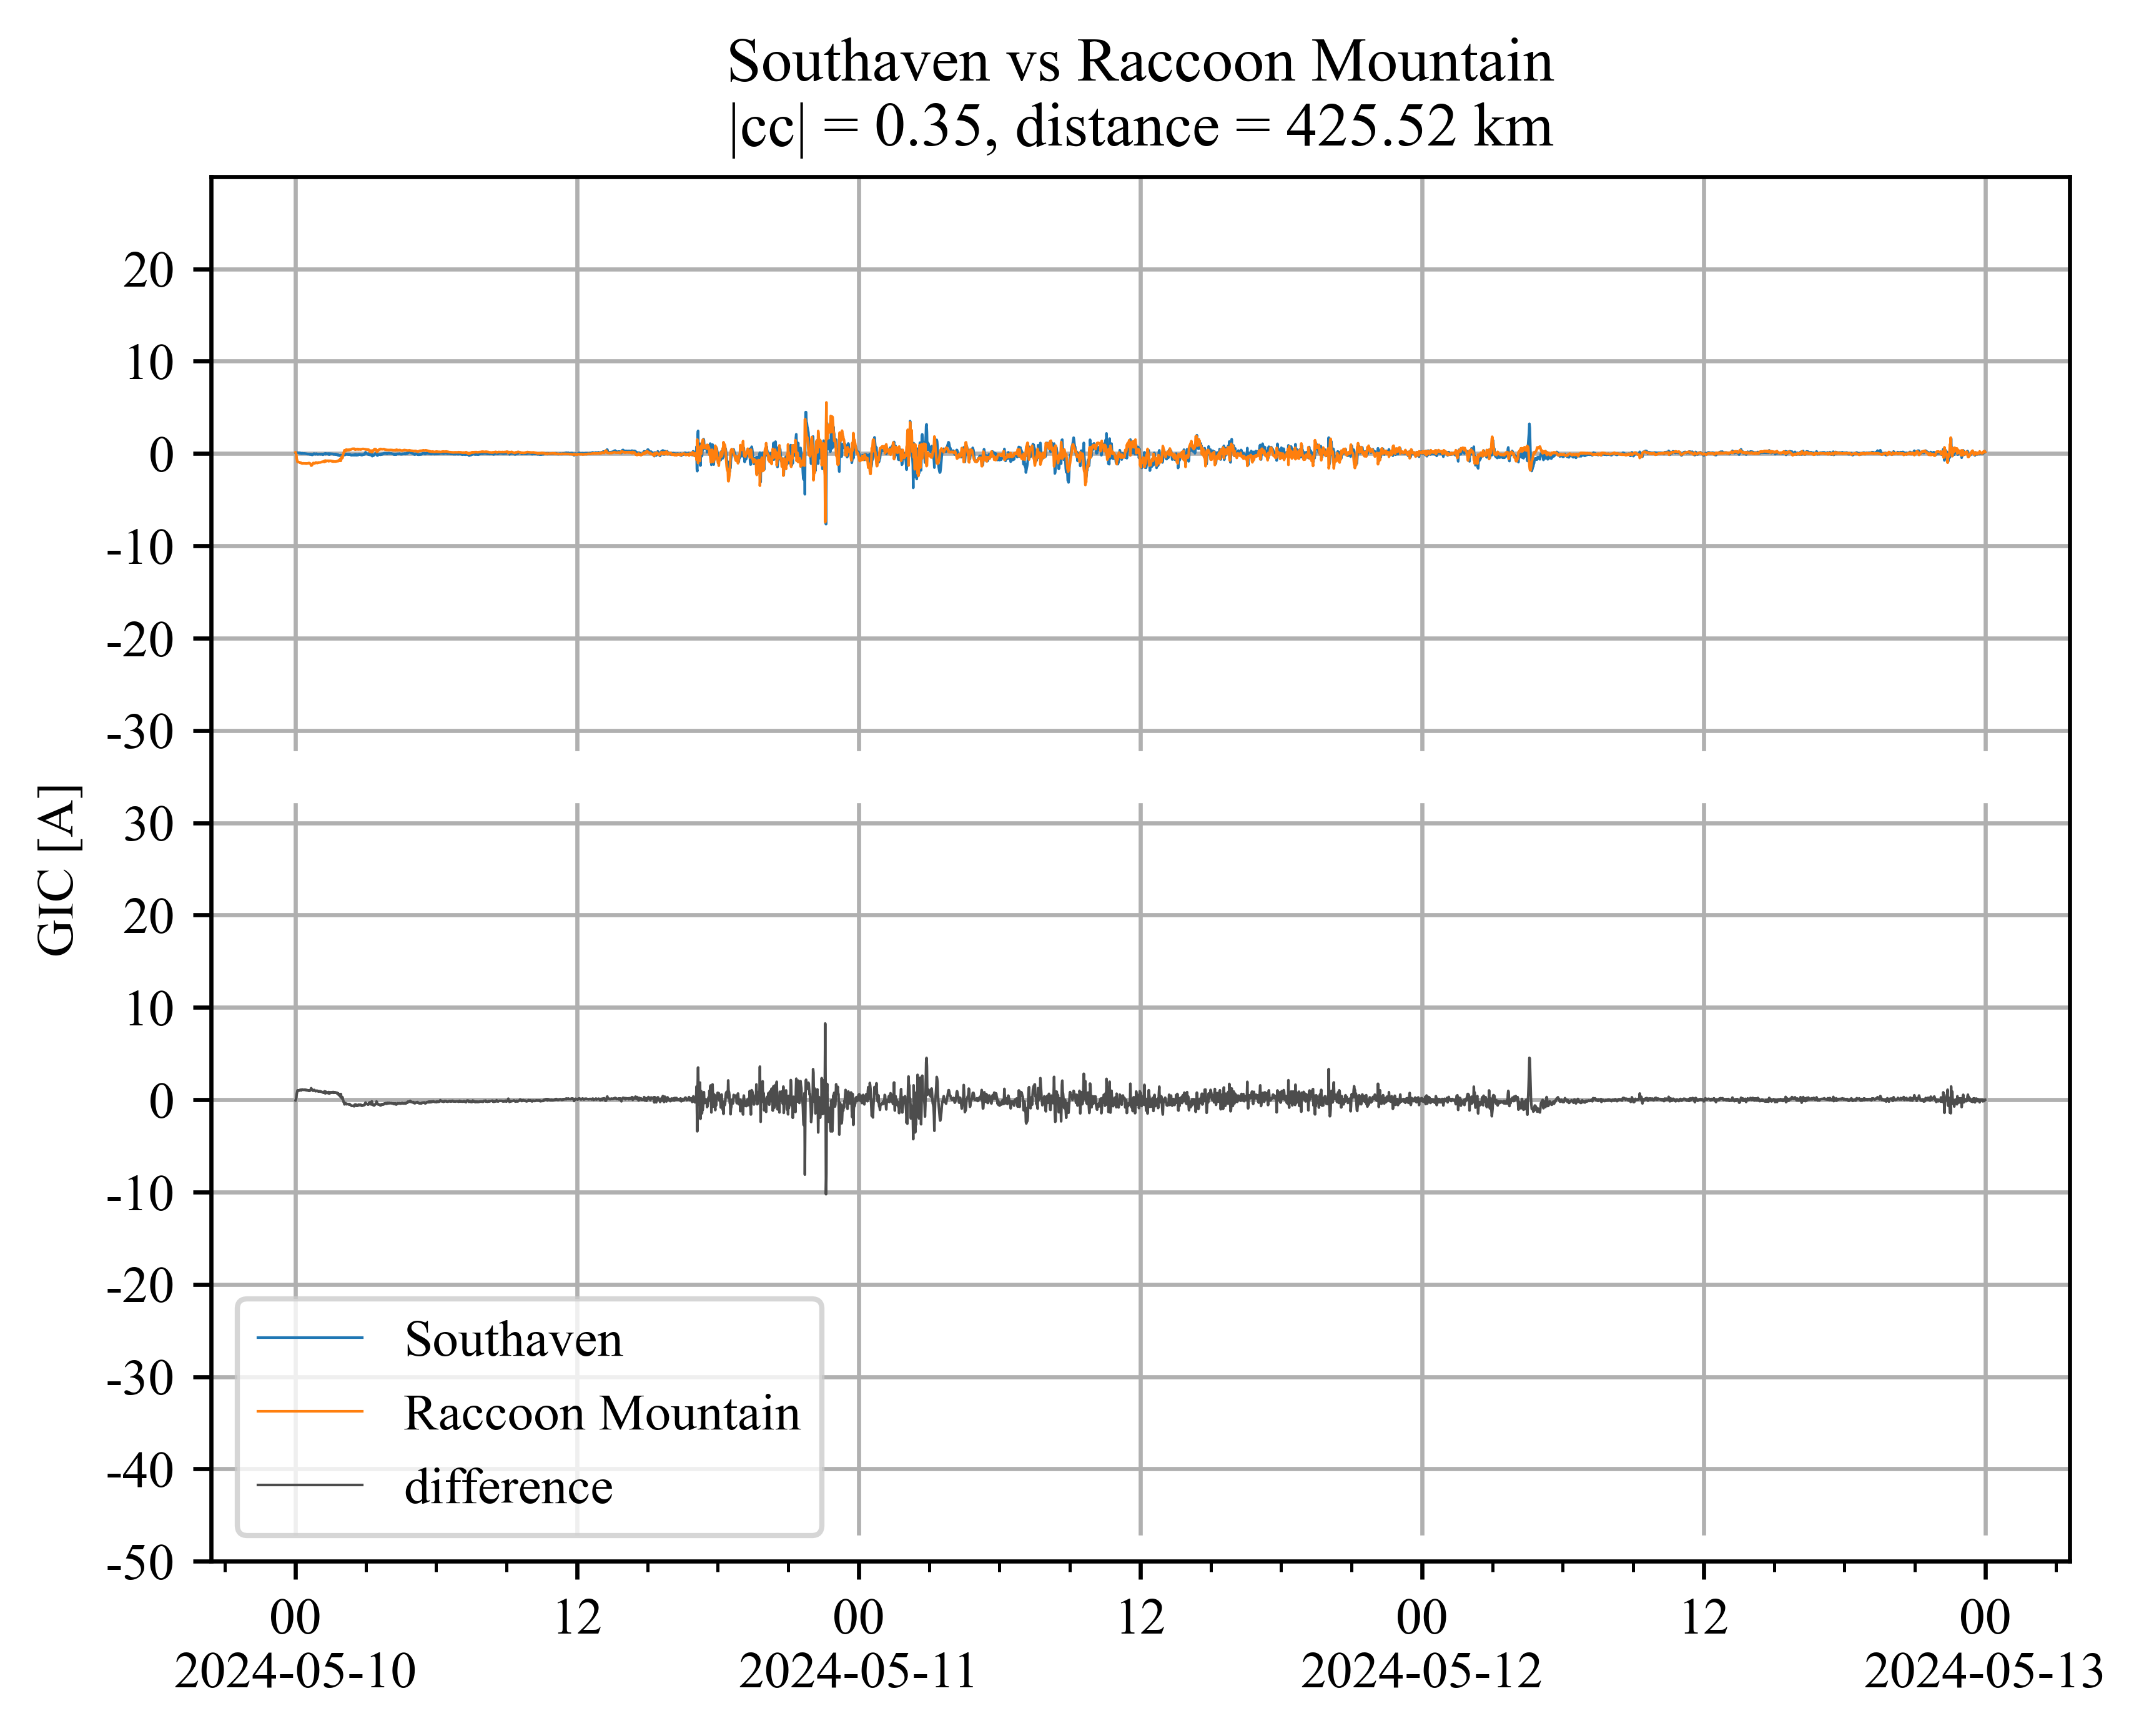 Southaven vs Raccoon Mountain
|cc| = 0.35, distance = 425.52 km
GIC [A]
20
10
0
-10
-20
-30
30
20
10
0
-10
-20
-30
-40
-50
Southaven
Raccoon Mountain
difference
00 12 00 12 00 12 00
2024-05-10 2024-05-11 2024-05-12 2024-05-13